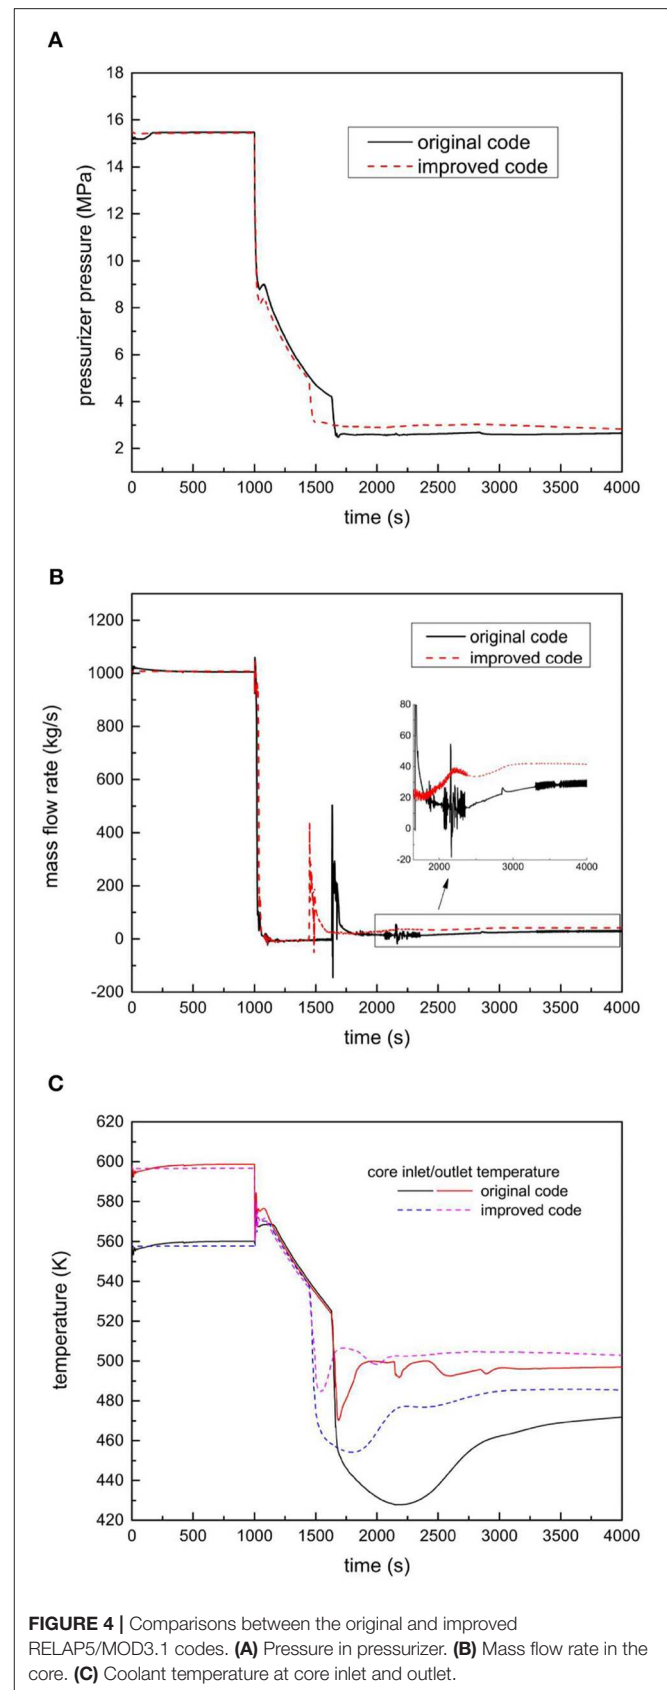 A
18
16
14
12
10
8
6
4
2
pressurizer pressure (MPa)
original code
improved code
0 500 1000 1500 2000 2500 3000 3500 4000
time (s)
B
1200
1000
800
600
400
200
0
-200
mass flow rate (kg/s)
original code
improved code
80
60
40
20
0
-20
2000 3000 4000
0 500 1000 1500 2000 2500 3000 3500 4000
time (s)
C
620
600
580
560
540
520
500
480
460
440
420
temperature (K)
core inlet/outlet temperature
original code
improved code
0 500 1000 1500 2000 2500 3000 3500 4000
time (s)
FIGURE 4 | Comparisons between the original and improved
RELAP5/MOD3.1 codes. (A) Pressure in pressurizer. (B) Mass flow rate in the
core. (C) Coolant temperature at core inlet and outlet.